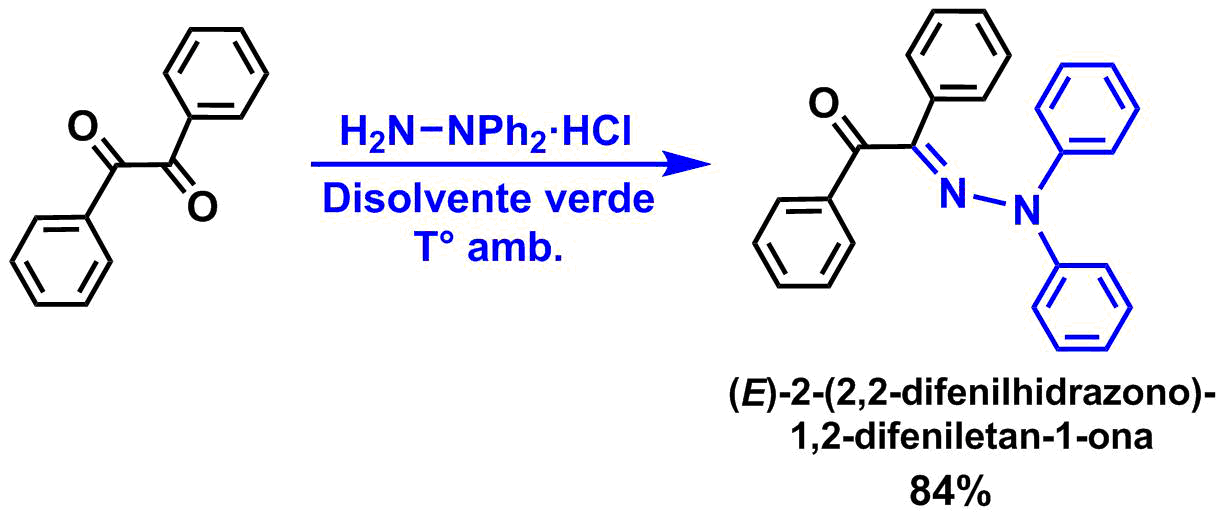 O
O
H₂N–NPh₂·HCl
Disolvente verde
T° amb.
O
N
N
(E)-2-(2,2-difenilhidrazono)-
1,2-difeniletan-1-ona
84%